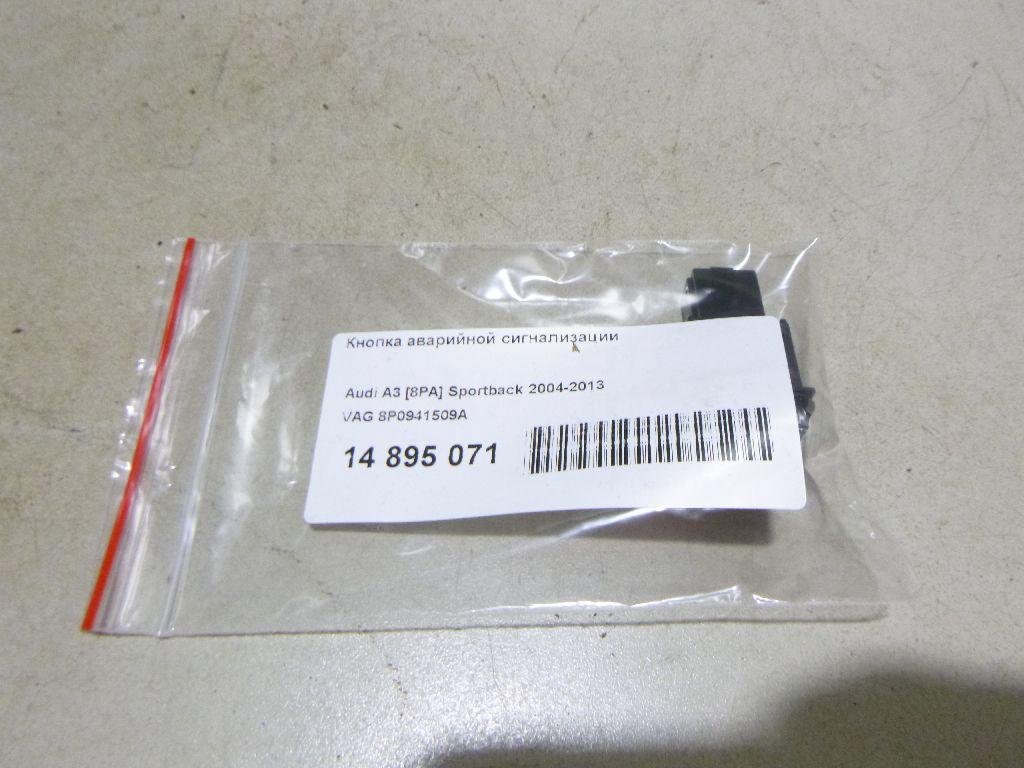 Кнопка аварийной сигнализации
Audi A3 [8PA] Sportback 2004-2013
VAG 8P0941509A
14 895 071